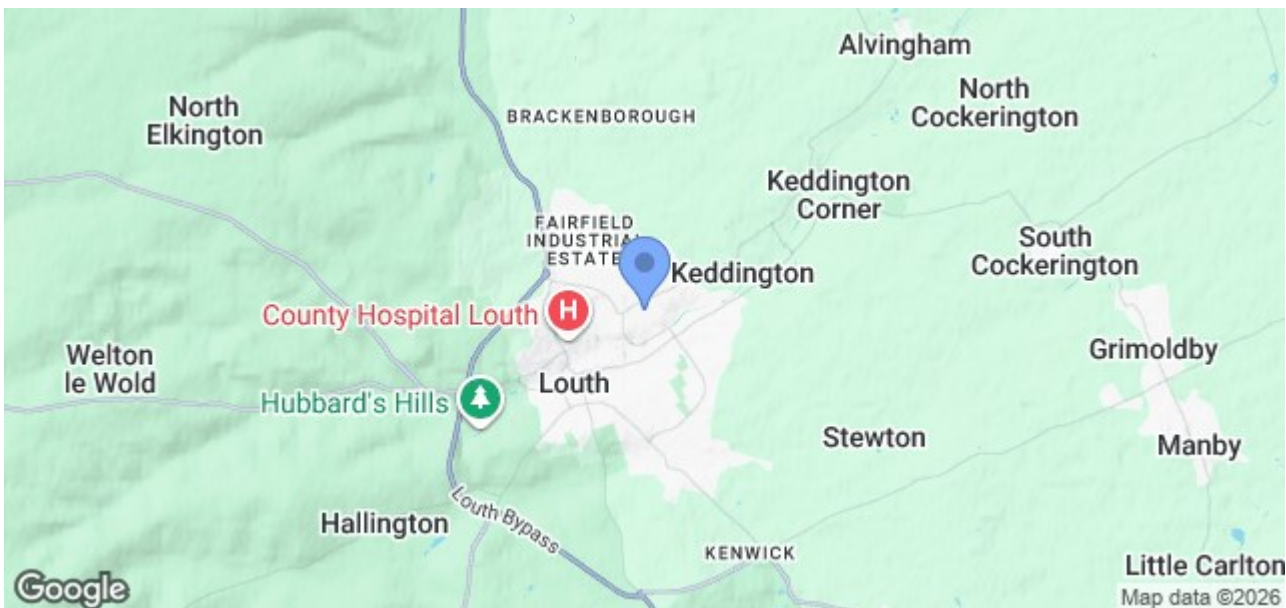 Alvingham
North
Elkington
BRACKENBOROUGH
North
Cockerington
Keddington
Corner
FAIRFIELD
INDUSTRIAL
ESTATE
South
Cockerington
Keddington
H
County Hospital Louth
Welton
le Wold
Grimoldby
Louth
Hubbard's Hills
Stewton
Manby
Louth Bypass
Hallington
KENWICK
Little Carlton
Google
Map data ©2026